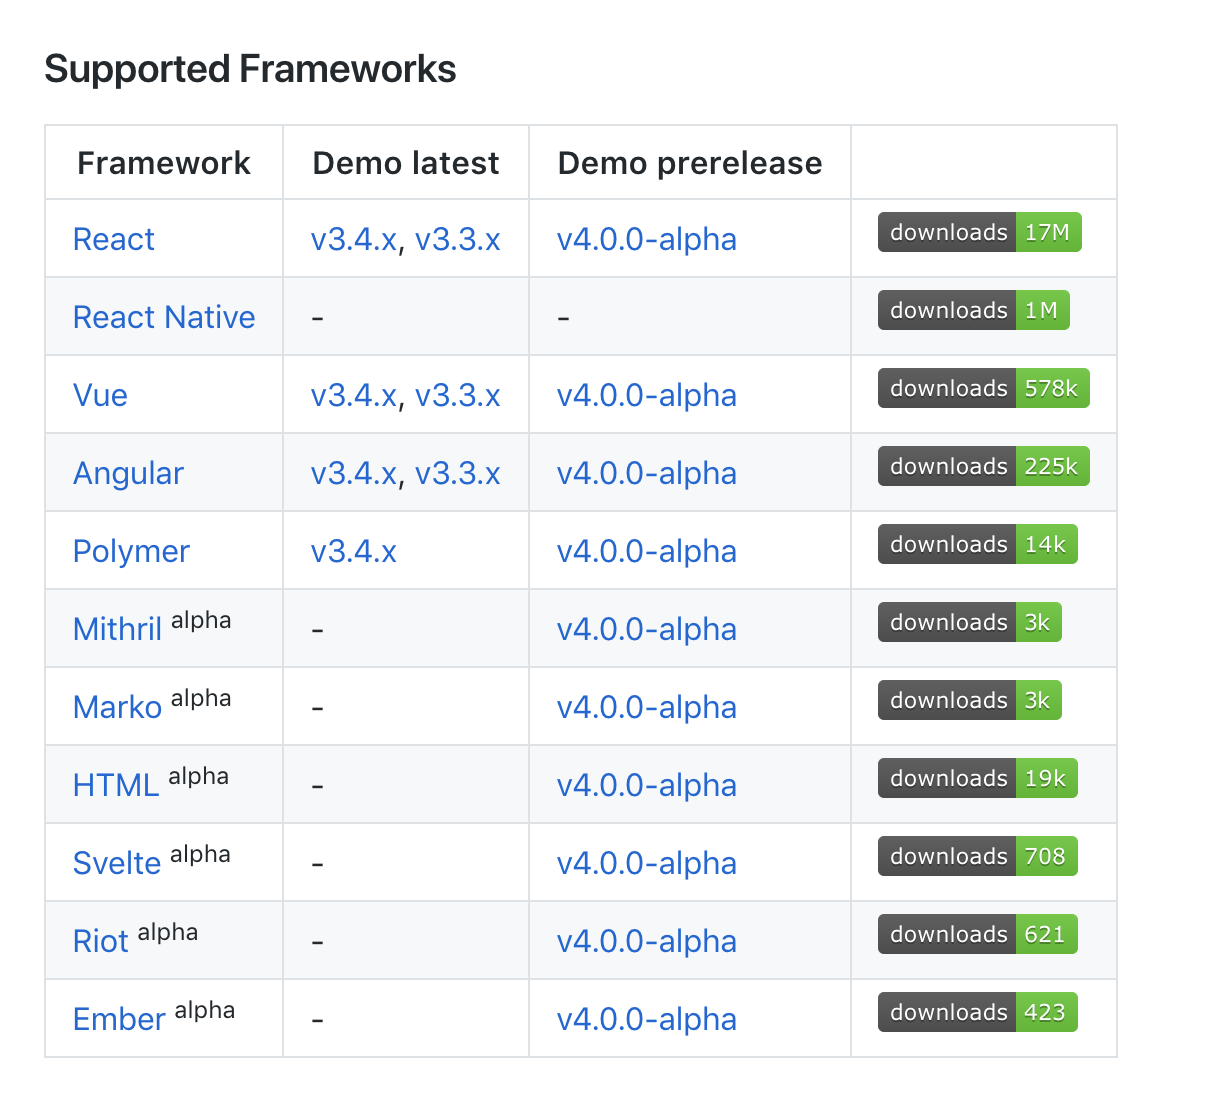 Supported Frameworks
Framework Demo latest Demo prerelease
React v3.4.x, v3.3.x v4.0.0-alpha downloads 17M
React Native - - downloads 1M
Vue v3.4.x, v3.3.x v4.0.0-alpha downloads 578k
Angular v3.4.x, v3.3.x v4.0.0-alpha downloads 225k
Polymer v3.4.x v4.0.0-alpha downloads 14k
Mithril alpha - v4.0.0-alpha downloads 3k
Marko alpha - v4.0.0-alpha downloads 3k
HTML alpha - v4.0.0-alpha downloads 19k
Svelte alpha - v4.0.0-alpha downloads 708
Riot alpha - v4.0.0-alpha downloads 621
Ember alpha - v4.0.0-alpha downloads 423